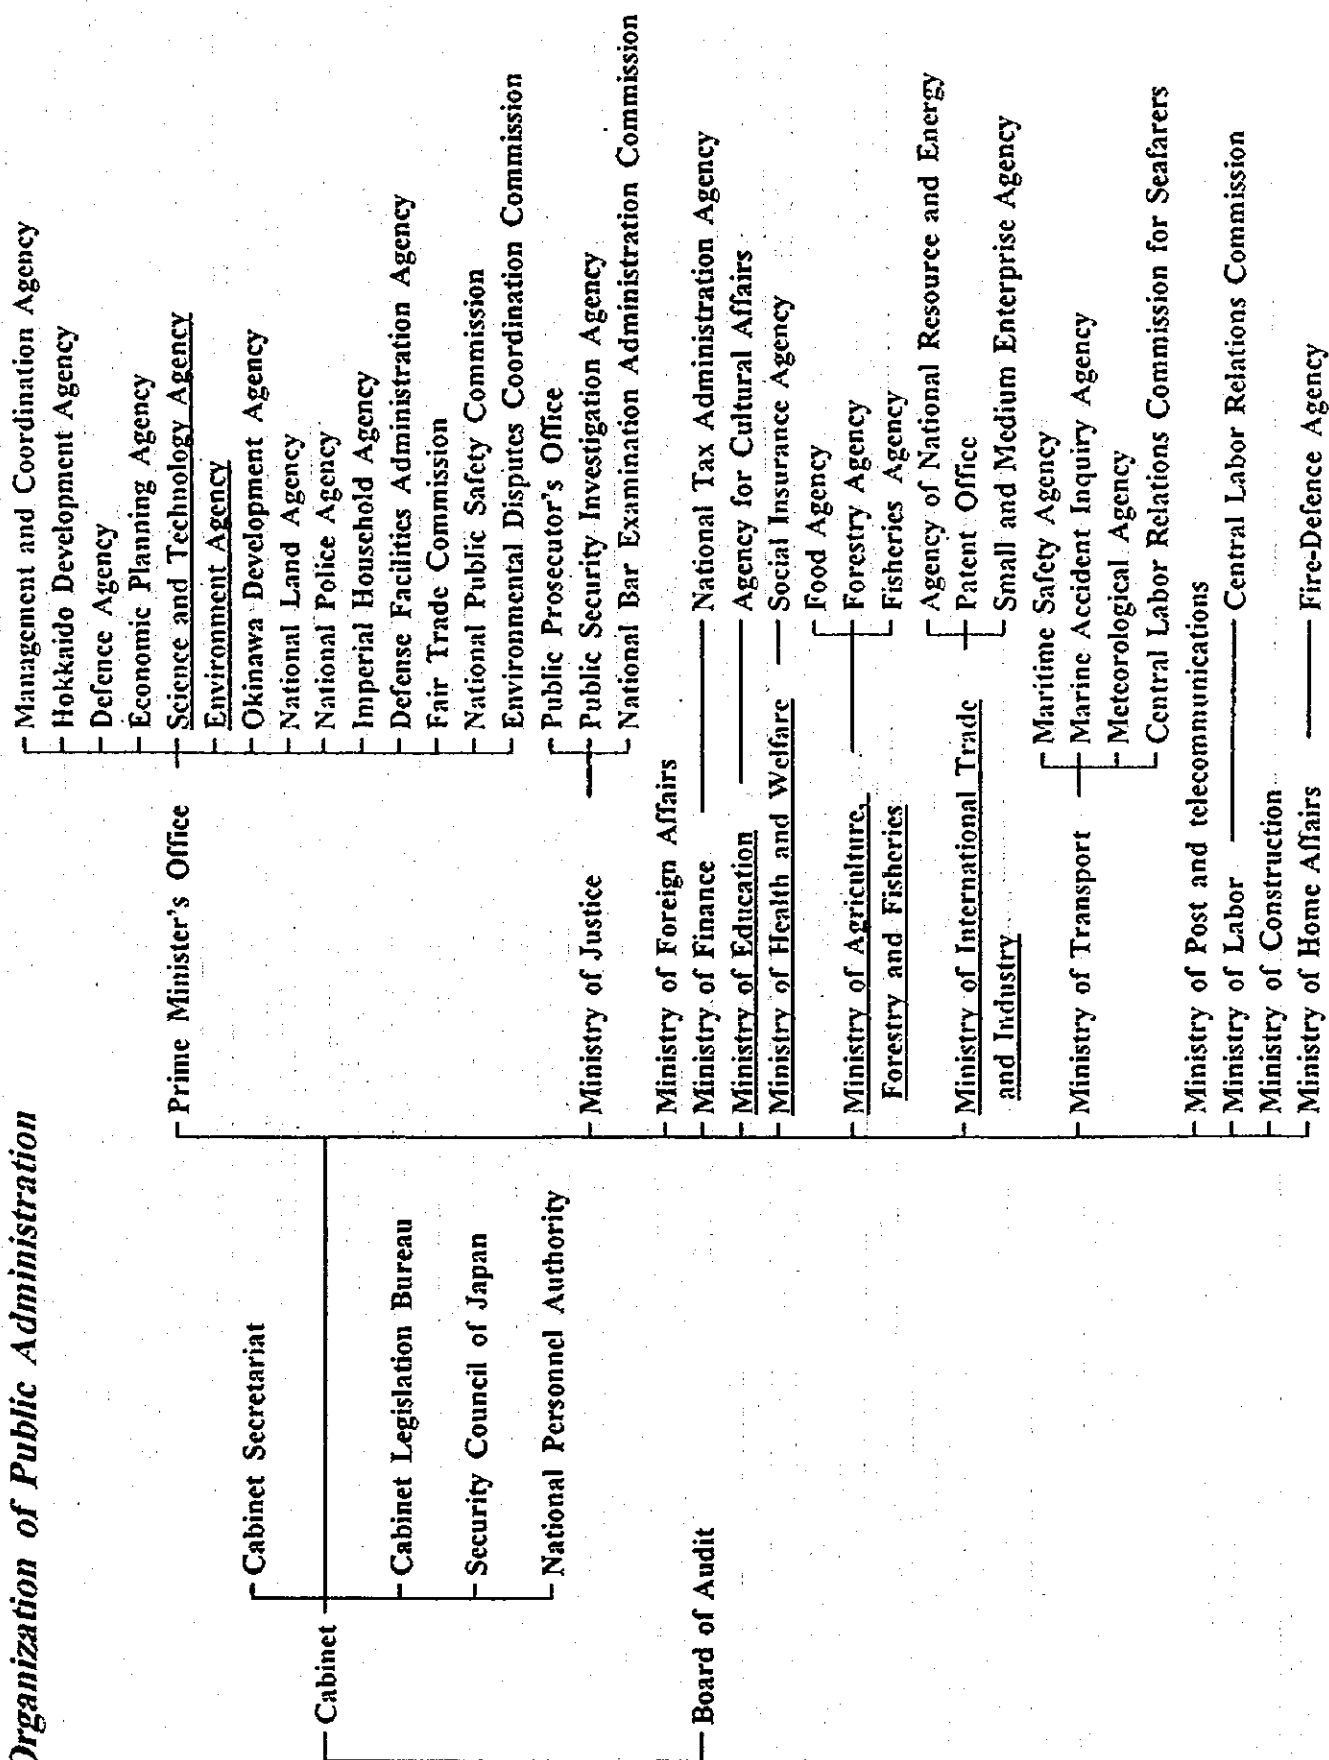 Organization of Public Administration
Cabinet
Cabinet Secretariat
Cabinet Legislation Bureau
Security Council of Japan
National Personnel Authority
Prime Minister's Office
Management and Coordination Agency
Hokkaido Development Agency
Defence Agency
Economic Planning Agency
Science and Technology Agency
Environment Agency
Okinawa Development Agency
National Land Agency
National Police Agency
Imperial Household Agency
Defense Facilities Administration Agency
Fair Trade Commission
National Public Safety Commission
Environmental Disputes Coordination Commission
Ministry of Justice
Public Prosecutor's Office
Public Security Investigation Agency
National Bar Examination Administration Commission
Ministry of Foreign Affairs
Ministry of Finance
National Tax Administration Agency
Ministry of Education
Agency for Cultural Affairs
Ministry of Health and Welfare
Social Insurance Agency
Ministry of Agriculture,
Forestry and Fisheries
Food Agency
Forestry Agency
Fisheries Agency
Ministry of International Trade
and Industry
Agency of National Resource and Energy
Patent Office
Small and Medium Enterprise Agency
Ministry of Transport
Maritime Safety Agency
Marine Accident Inquiry Agency
Meteorological Agency
Central Labor Relations Commission for Seafarers
Ministry of Post and telecommunications
Ministry of Labor
Central Labor Relations Commission
Ministry of Construction
Ministry of Home Affairs
Fire-Defence Agency
Board of Audit